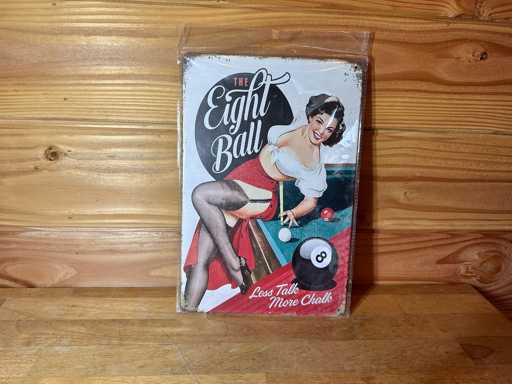 THE
Eight
Ball
8
Less Talk
More Chalk